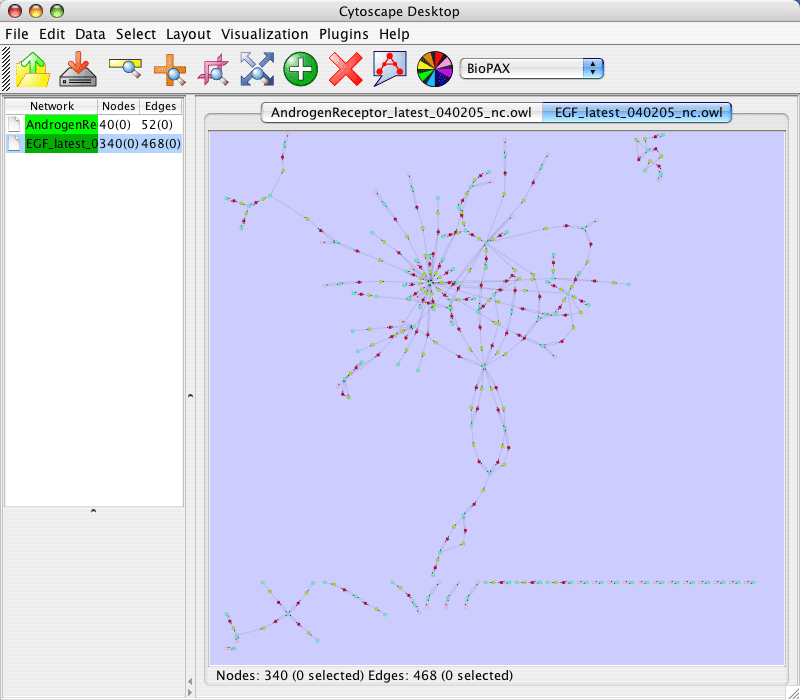 Cytoscape Desktop
File Edit Data Select Layout Visualization Plugins Help
BioPAX
Network Nodes Edges
AndrogenRe 40(0) 52(0)
EGF_latest_0 340(0) 468(0)
AndrogenReceptor_latest_040205_nc.owl EGF_latest_040205_nc.owl
Nodes: 340 (0 selected) Edges: 468 (0 selected)